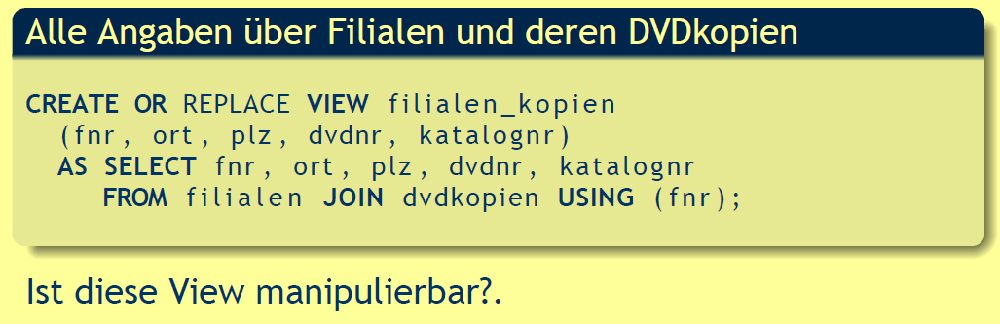 Alle Angaben über Filialen und deren DVDkopien
CREATE OR REPLACE VIEW filialen_kopien
(fnr, ort, plz, dvdnr, katalognr)
AS SELECT fnr, ort, plz, dvdnr, katalognr
FROM filialen JOIN dvdkopien USING (fnr);
Ist diese View manipulierbar?.